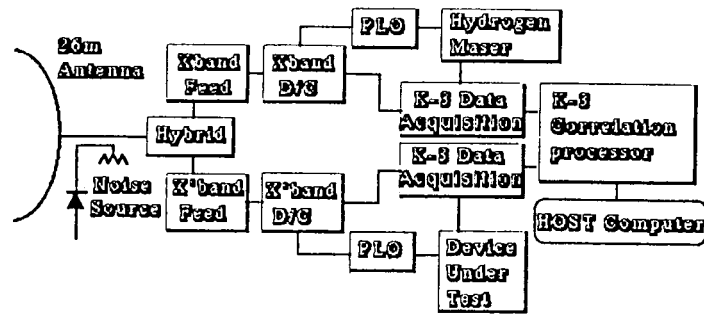 26m
Antenna
Xband
Feed
Xband
D/C
PLO
Hydrogen
Maser
Hybrid
K-3 Data
Acquisition
K-3
Correlation
processor
K-3 Data
Acquisition
Noise
Source
X'band
Feed
X'band
D/C
HOST Computer
PLO
Device
Under
Test